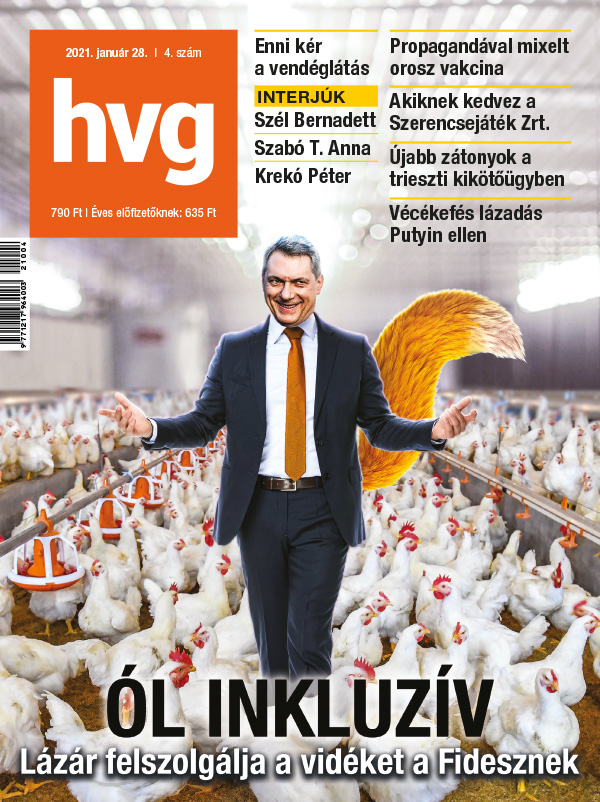 2021. január 28. | 4. szám
hvg
790 Ft | Éves előfizetőknek: 635 Ft
Enni kér
a vendéglátás
INTERJÚK
Szél Bernadett
Szabó T. Anna
Krekó Péter
Propagandával mixelt
orosz vakcina
Akiknek kedvez a
Szerencsejáték Zrt.
Újabb zátonyok a
trieszti kikötőügyben
Vécékefés lázadás
Putyin ellen
21004
9 771217 964003
ÓL INKLUZÍV
Lázár felszolgálja a vidéket a Fidesznek